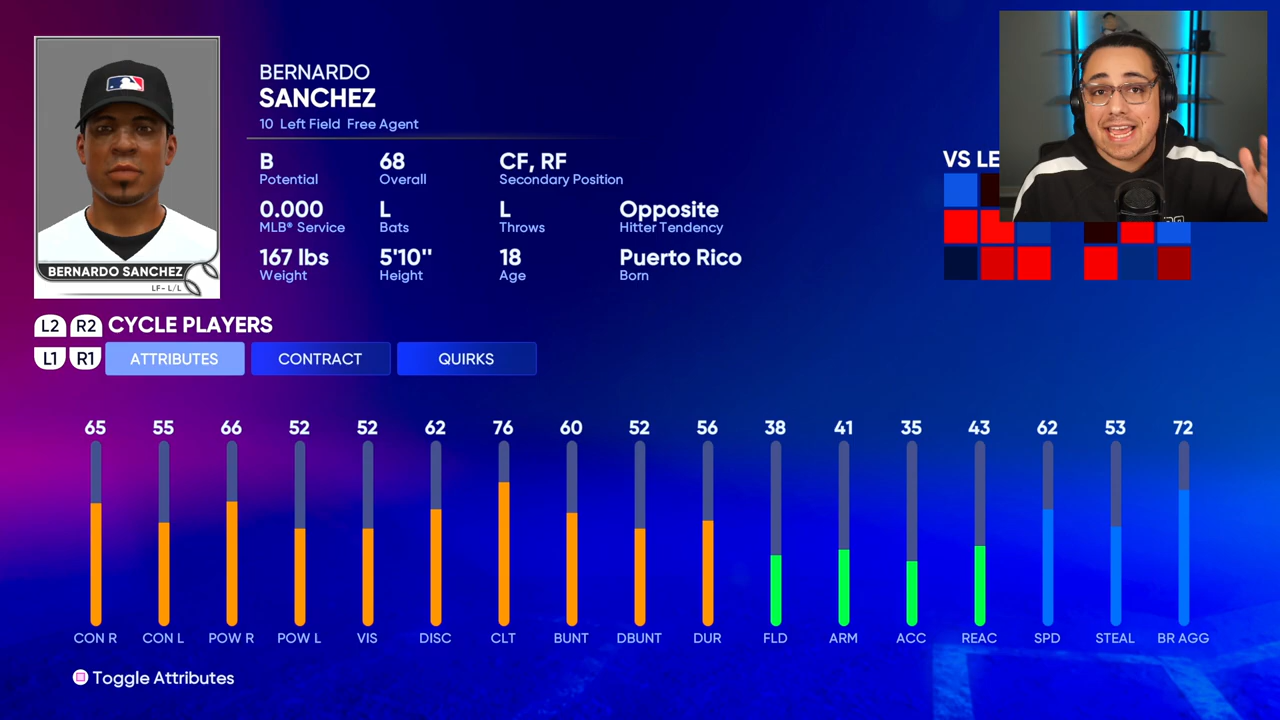 BERNARDO
SANCHEZ
10 Left Field Free Agent
B
Potential
68
Overall
CF, RF
Secondary Position
0.000
MLB® Service
L
Bats
L
Throws
Opposite
Hitter Tendency
167 lbs
Weight
5'10''
Height
18
Age
Puerto Rico
Born
BERNARDO SANCHEZ
LF- L/L
VS LE
L2 R2 CYCLE PLAYERS
L1 R1 ATTRIBUTES CONTRACT QUIRKS
65 55 66 52 52 62 76 60 52 56 38 41 35 43 62 53 72
CON R CON L POW R POW L VIS DISC CLT BUNT DBUNT DUR FLD ARM ACC REAC SPD STEAL BR AGG
Toggle Attributes